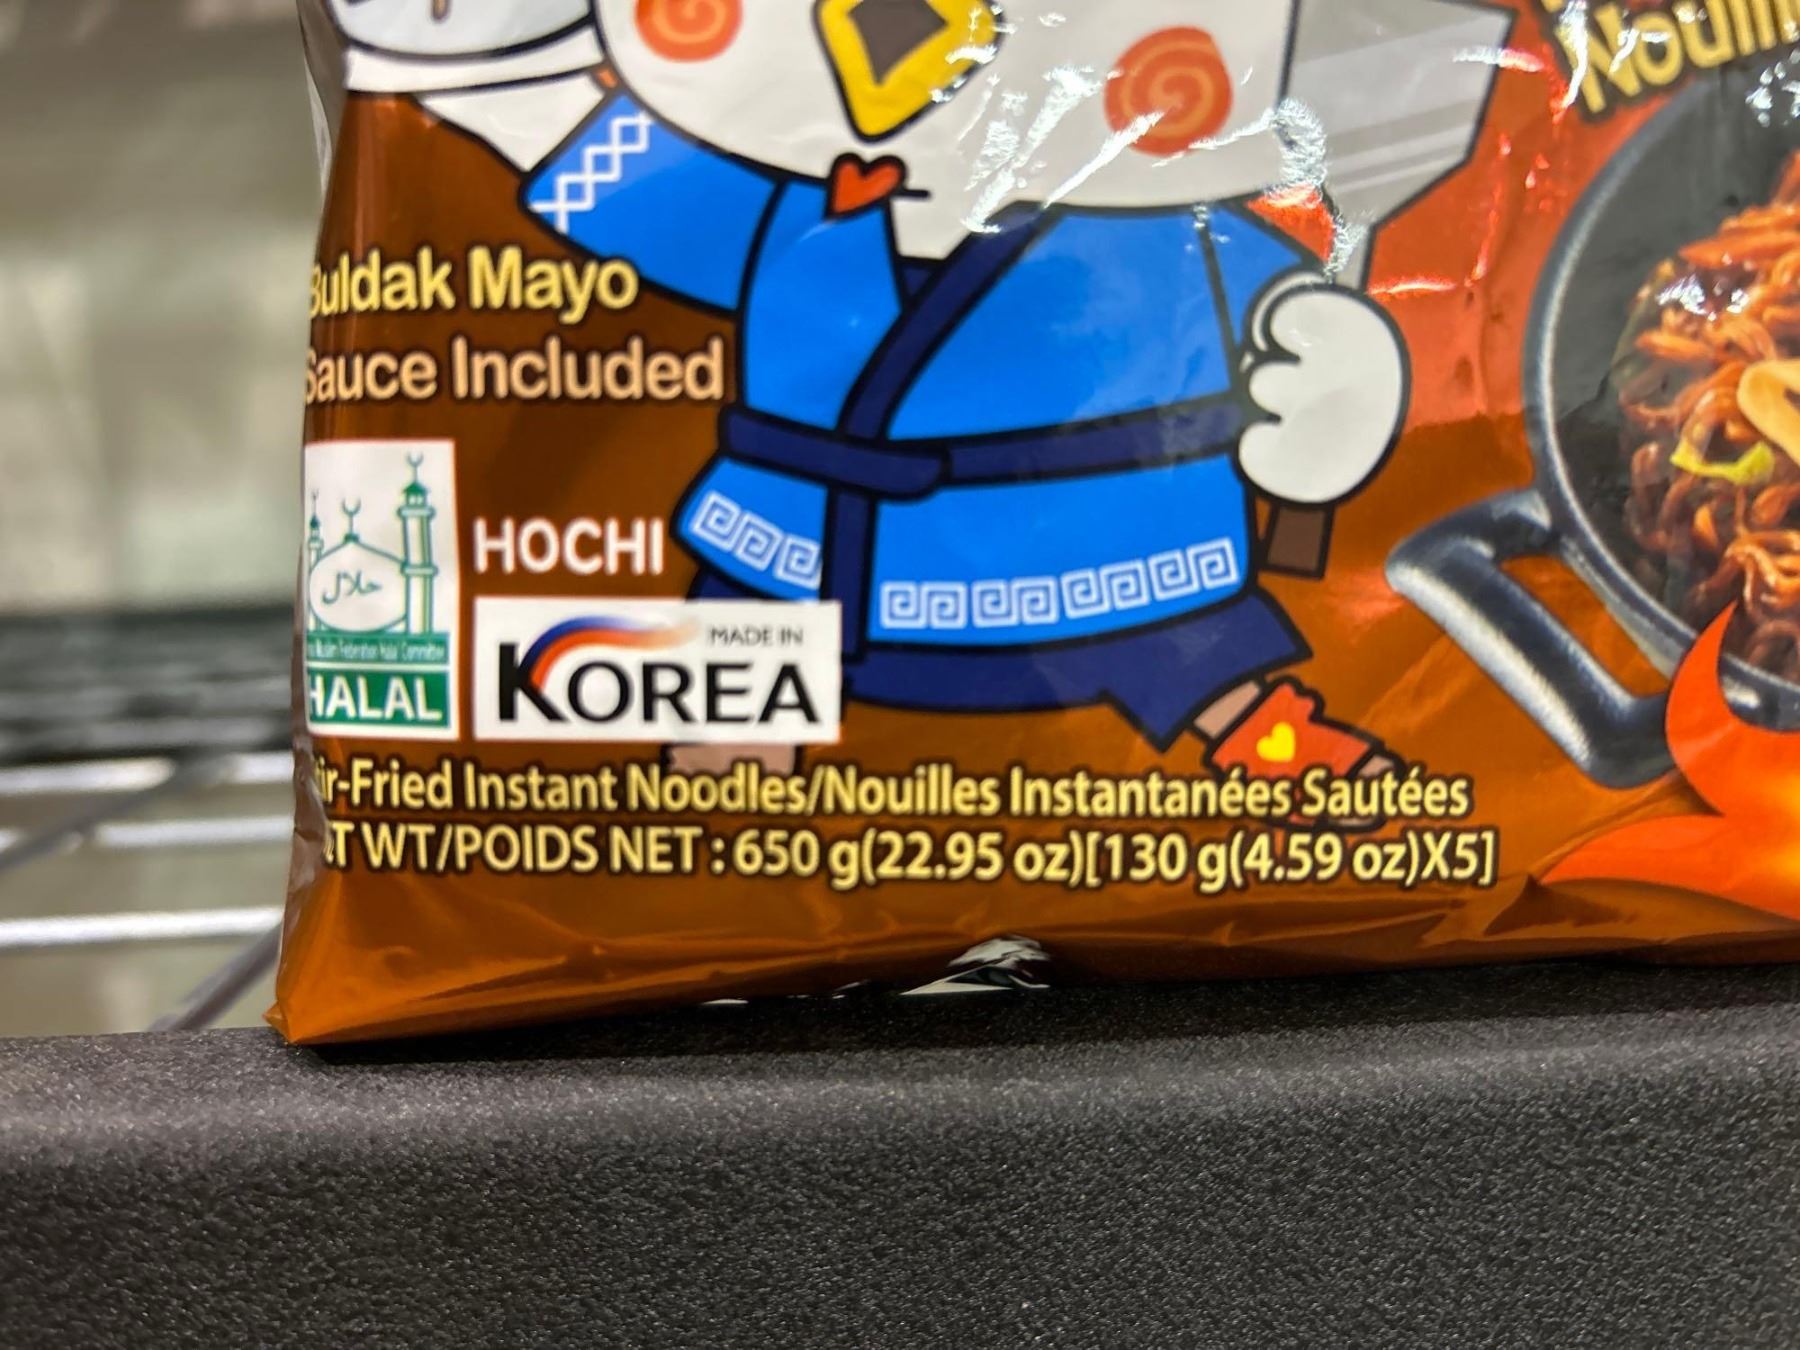 Buldak Mayo
Sauce Included
حلال
HALAL
HOCHI
MADE IN
KOREA
ir-Fried Instant Noodles/Nouilles Instantanées Sautées
T WT/POIDS NET : 650 g(22.95 oz)[130 g(4.59 oz)X5]